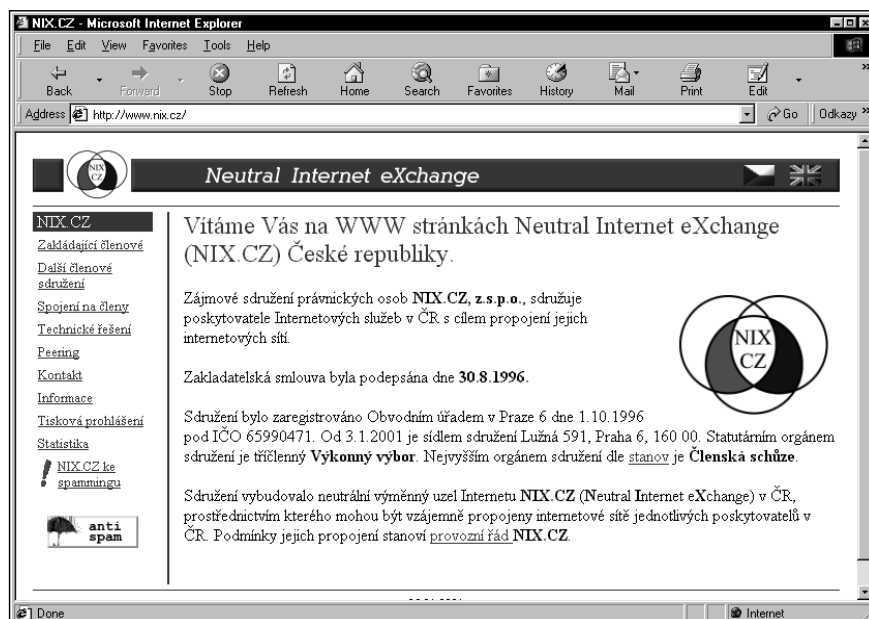 NIX.CZ - Microsoft Internet Explorer
File Edit View Favorites Tools Help
Back Forward Stop Refresh Home Search Favorites History Mail Print Edit
Address http://www.nix.cz/ Go Odkazy
NIX CZ
Neutral Internet eXchange
NIX.CZ
Zakládající členové
Další členové
sdružení
Spojení na členy
Technické řešení
Peering
Kontakt
Informace
Tisková prohlášení
Statistika
NIX.CZ ke
spammingu
anti
spam
Vítáme Vás na WWW stránkách Neutral Internet eXchange
(NIX.CZ) České republiky.
Zájmové sdružení právnických osob NIX.CZ, z.s.p.o., sdružuje
poskytovatele Internetových služeb v ČR s cílem propojení jejich
internetových sítí.
Zakladatelská smlouva byla podepsána dne 30.8.1996.
NIX
CZ
Sdružení bylo zaregistrováno Obvodním úřadem v Praze 6 dne 1.10.1996
pod IČO 65990471. Od 3.1.2001 je sídlem sdružení Lužná 591, Praha 6, 160 00. Statutárním orgánem
sdružení je tříčlenný Výkonný výbor. Nejvyšším orgánem sdružení dle stanov je Členská schůze.
Sdružení vybudovalo neutrální výměnný uzel Internetu NIX.CZ (Neutral Internet eXchange) v ČR,
prostřednictvím kterého mohou být vzájemně propojeny internetové sítě jednotlivých poskytovatelů v
ČR. Podmínky jejich propojení stanoví provozní řád NIX.CZ.
Done Internet